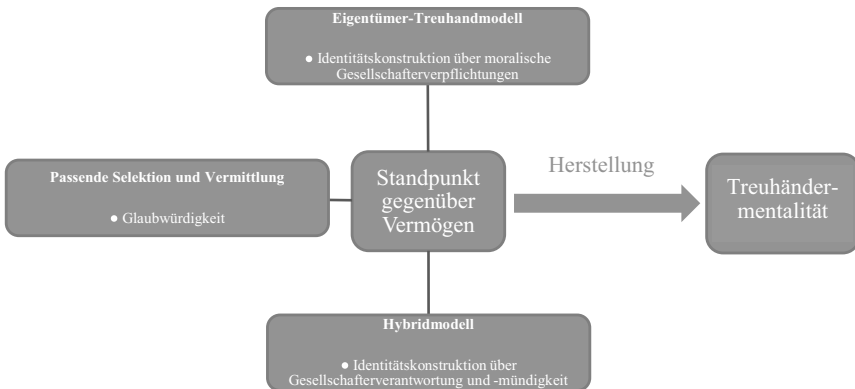 Eigentümer-Treuhandmodell
● Identitätskonstruktion über moralische
Gesellschafterverpflichtungen
Passende Selektion und Vermittlung
● Glaubwürdigkeit
Standpunkt
gegenüber
Vermögen
Herstellung
Treuhänder-
mentalität
Hybridmodell
● Identitätskonstruktion über
Gesellschafterverantwortung und -mündigkeit